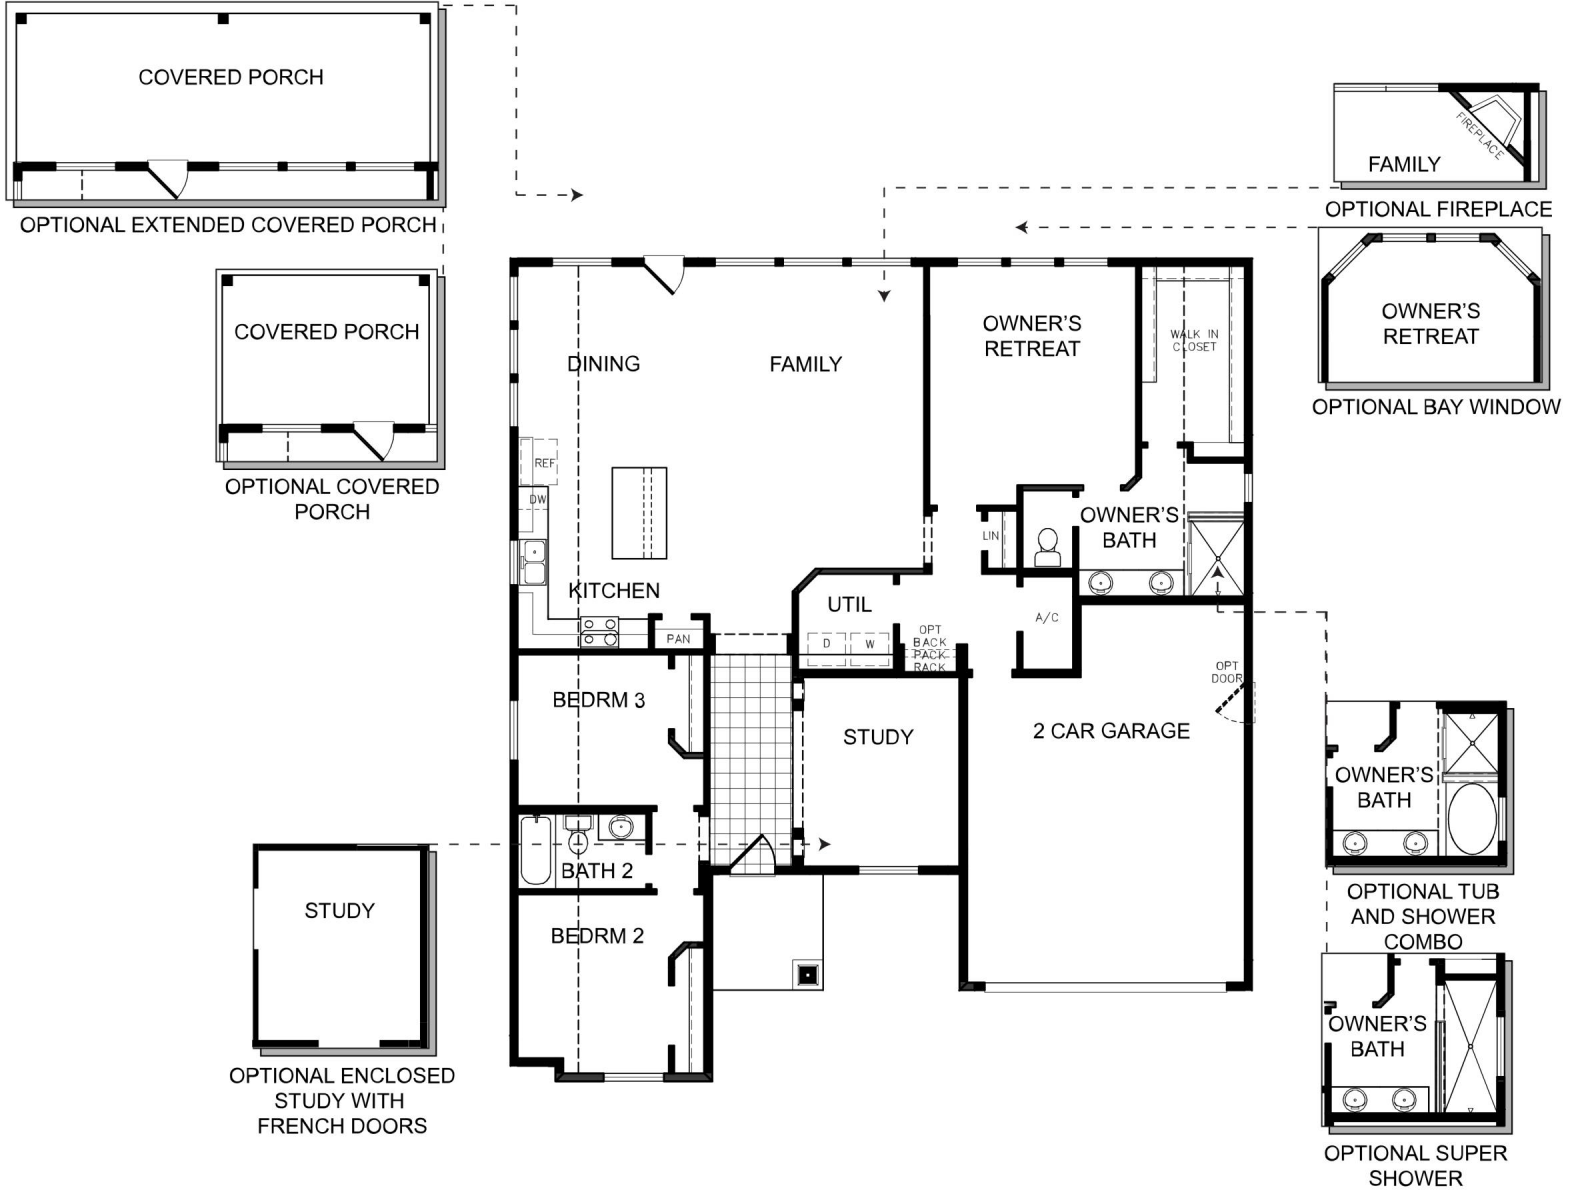 COVERED PORCH
OPTIONAL EXTENDED COVERED PORCH
COVERED PORCH
OPTIONAL COVERED
PORCH
FIREPLACE
FAMILY
OPTIONAL FIREPLACE
OWNER'S
RETREAT
OPTIONAL BAY WINDOW
DINING
FAMILY
OWNER'S
RETREAT
WALK IN
CLOSET
REF
DW
KITCHEN
PAN
UTIL
D
W
OPT
BACK
PACK
RACK
LIN
OWNER'S
BATH
A/C
OPT
DOOR
BEDRM 3
STUDY
2 CAR GARAGE
BATH 2
BEDRM 2
STUDY
OPTIONAL ENCLOSED
STUDY WITH
FRENCH DOORS
OWNER'S
BATH
OPTIONAL TUB
AND SHOWER
COMBO
OWNER'S
BATH
OPTIONAL SUPER
SHOWER